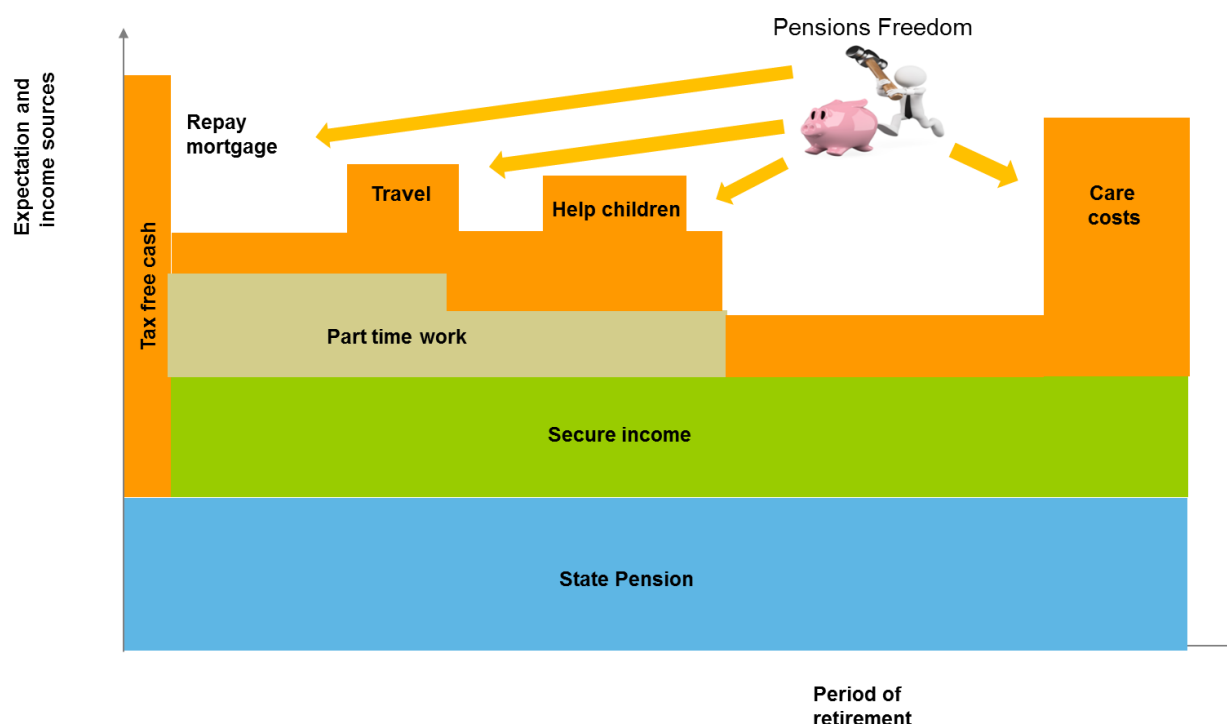 Pensions Freedom
Expectation and
income sources
Repay
mortgage
Travel
Help children
Care
costs
Tax free cash
Part time work
Secure income
State Pension
Period of
retirement